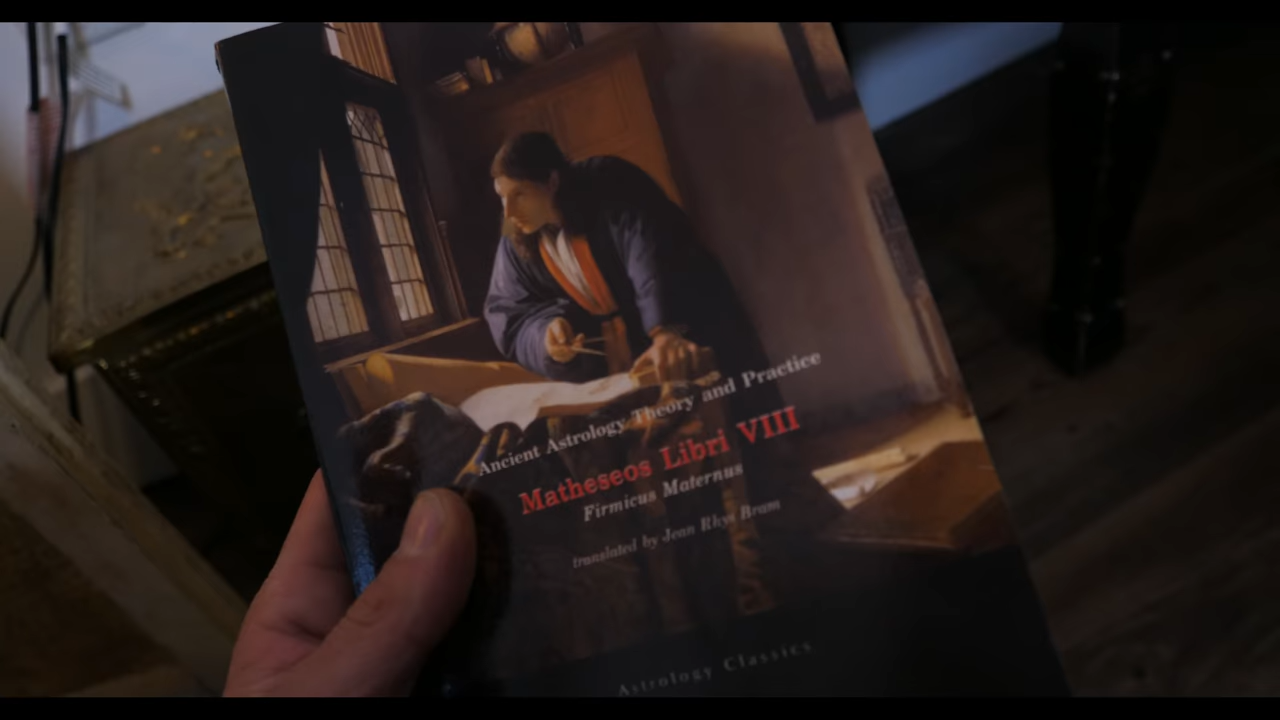 Ancient Astrology Theory and Practice
Matheseos Libri VIII
Firmicus Maternus
translated by Jean Rhys Bram
Astrology Classics